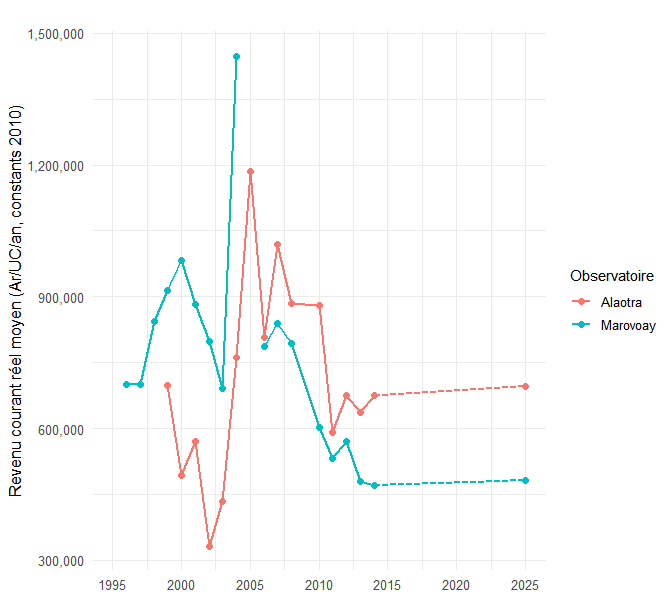 1,500,000
1,200,000
900,000
600,000
300,000
Revenu courant réel moyen (Ar/UC/an, constants 2010)
1995 2000 2005 2010 2015 2020 2025
Observatoire
Alaotra
Marovoay